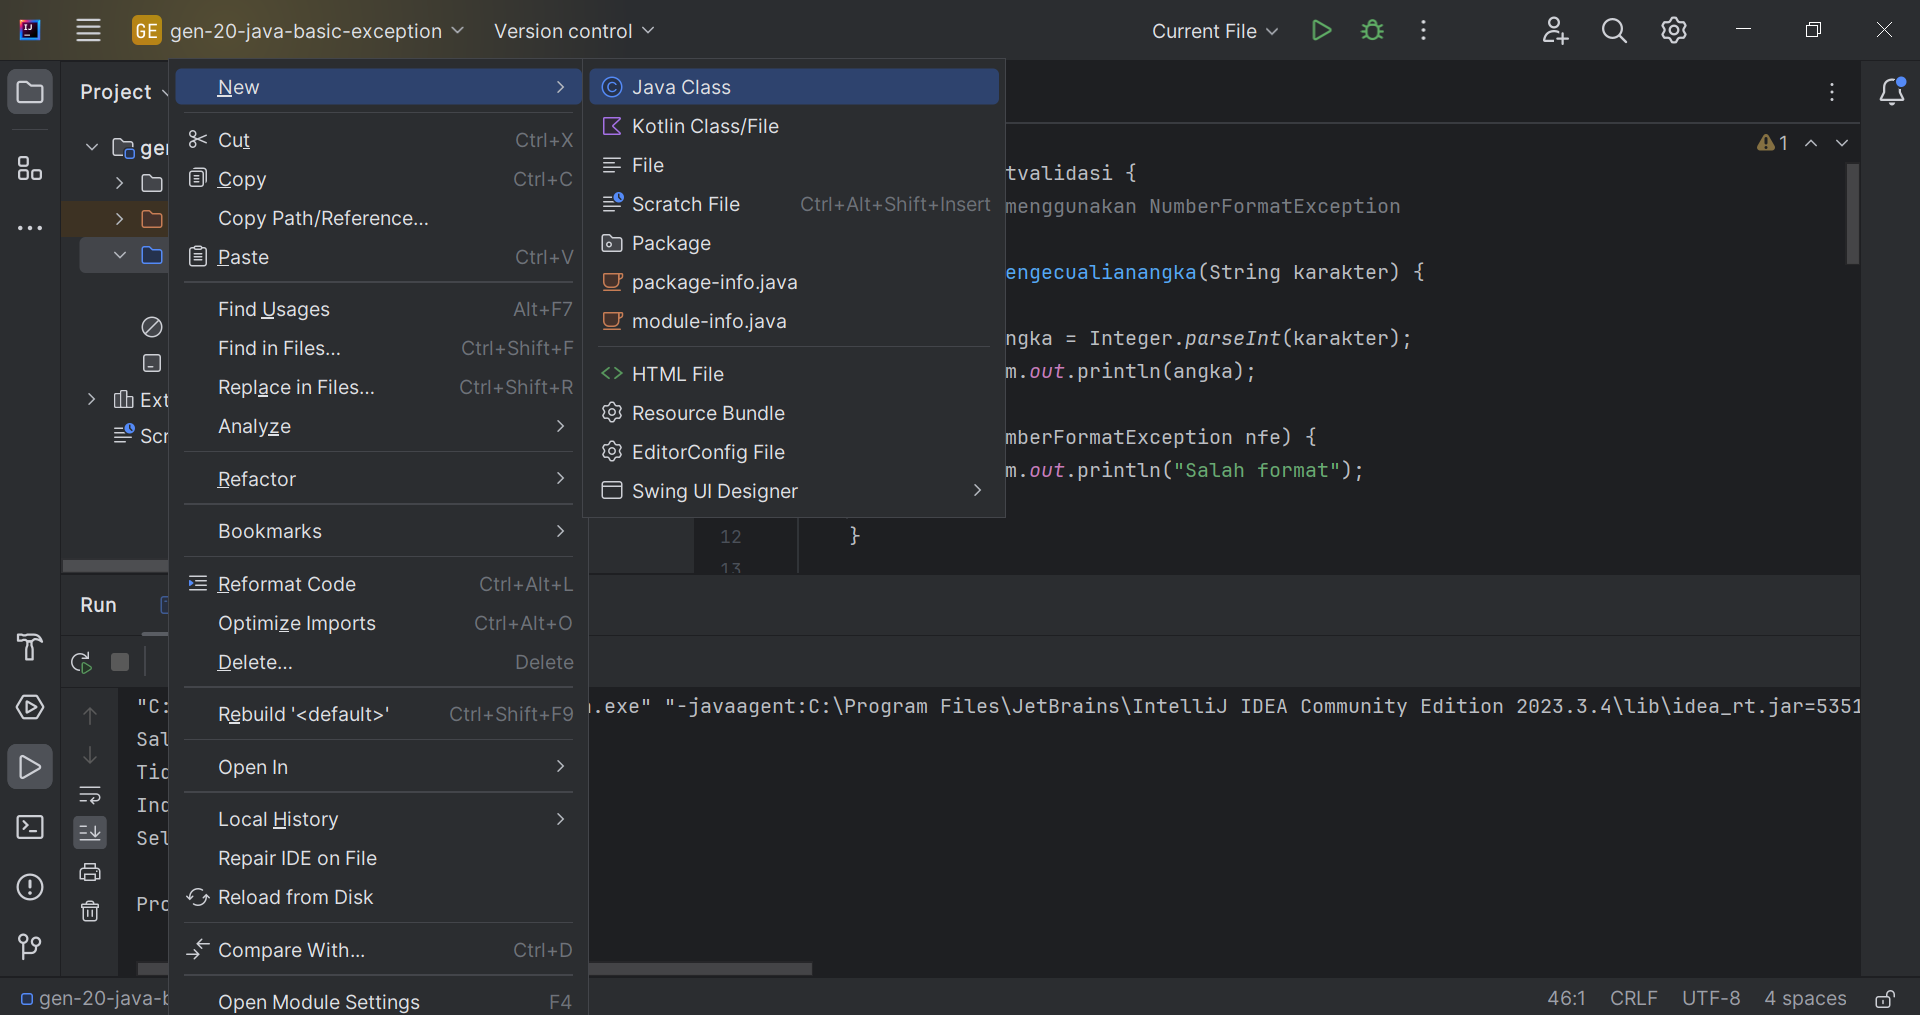 GE gen-20-java-basic-exception Version control Current File
Project
New
Cut Ctrl+X
Copy Ctrl+C
Copy Path/Reference...
Paste Ctrl+V
Find Usages Alt+F7
Find in Files... Ctrl+Shift+F
Replace in Files... Ctrl+Shift+R
Analyze
Refactor
Bookmarks
Reformat Code Ctrl+Alt+L
Optimize Imports Ctrl+Alt+O
Delete... Delete
Rebuild '<default>' Ctrl+Shift+F9
Open In
Local History
Repair IDE on File
Reload from Disk
Compare With... Ctrl+D
Open Module Settings F4
Java Class
Kotlin Class/File
File
Scratch File Ctrl+Alt+Shift+Insert
Package
package-info.java
module-info.java
HTML File
Resource Bundle
EditorConfig File
Swing UI Designer
1
tvalidasi {
menggunakan NumberFormatException
engecualianangka(String karakter) {
ngka = Integer.parseInt(karakter);
m.out.println(angka);
mberFormatException nfe) {
m.out.println("Salah format");
12 }
13
gen
Ext
Scr
Run
"C: .exe" "-javaagent:C:\Program Files\JetBrains\IntelliJ IDEA Community Edition 2023.3.4\lib\idea_rt.jar=5351
Sal
Tid
Ind
Sel
Pro
gen-20-java-b 46:1 CRLF UTF-8 4 spaces